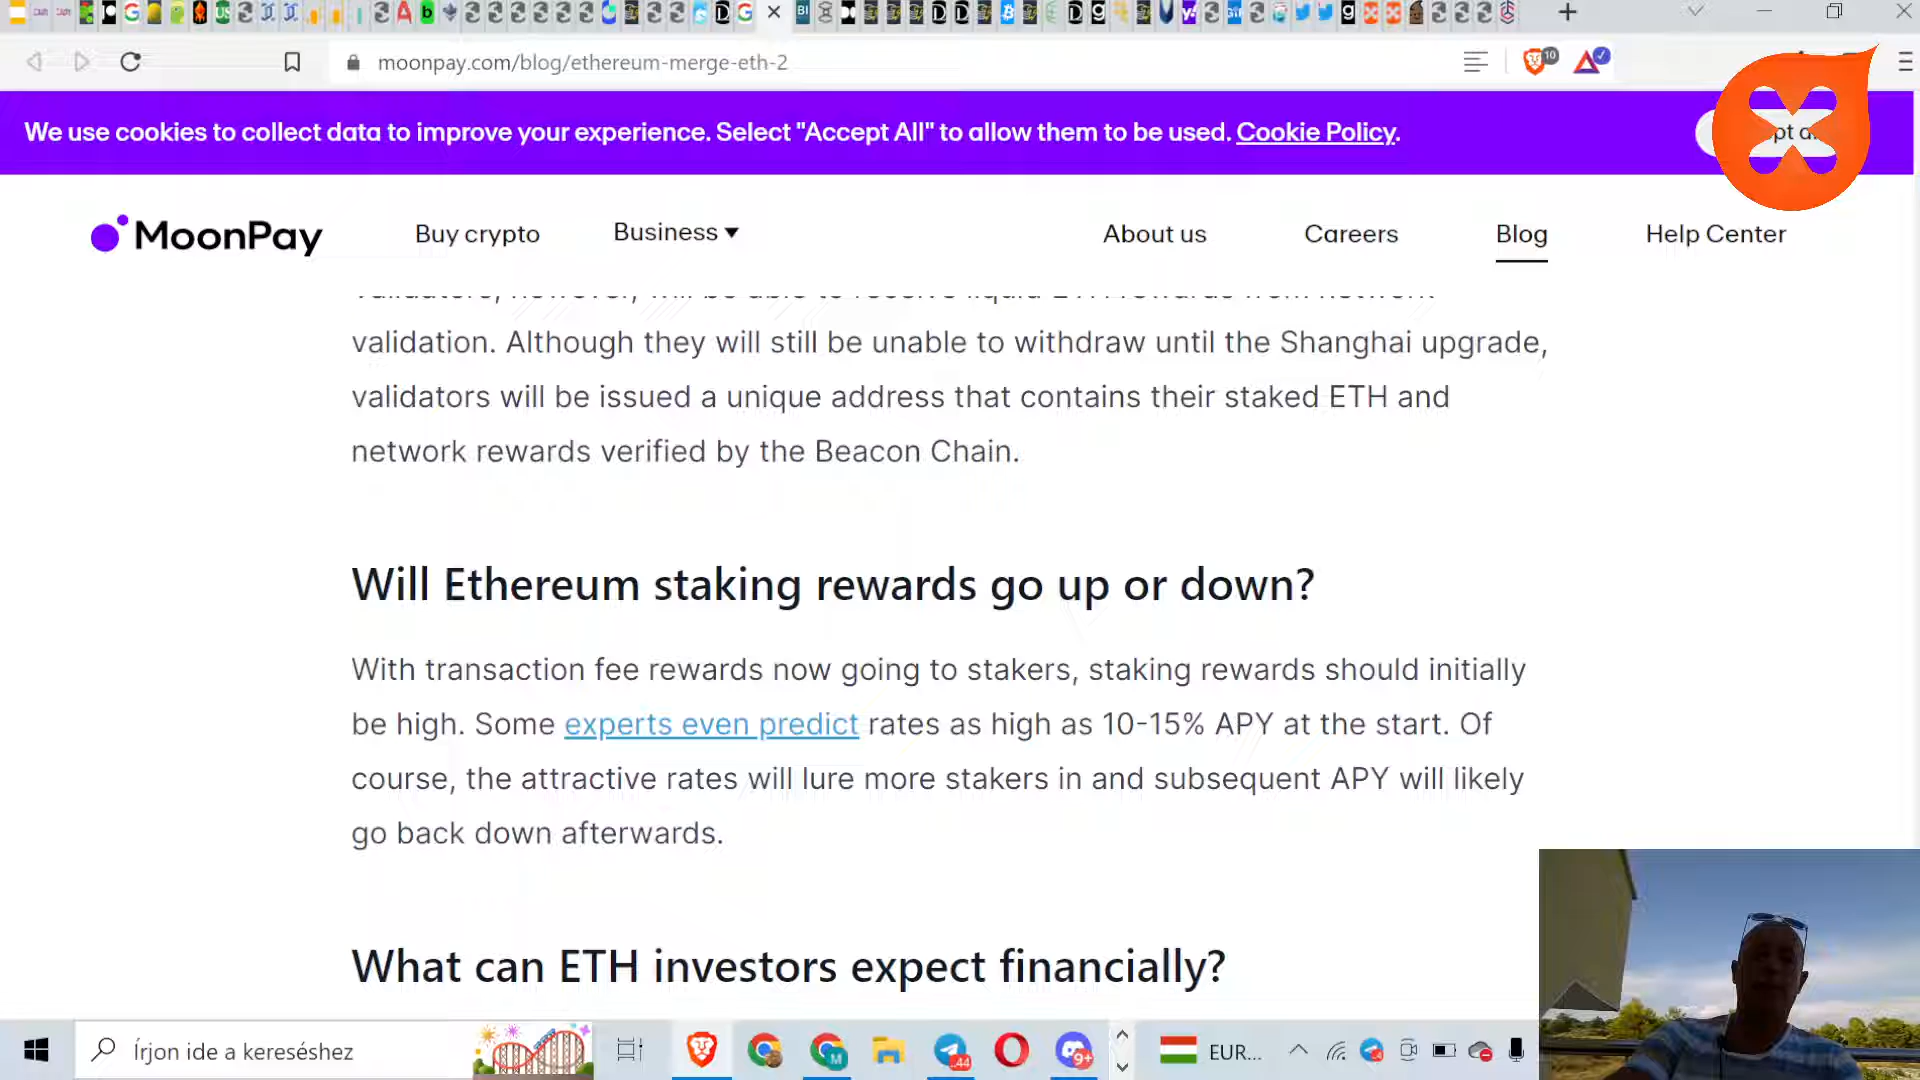 moonpay.com/blog/ethereum-merge-eth-2
10
We use cookies to collect data to improve your experience. Select "Accept All" to allow them to be used. Cookie Policy.
MoonPay
Buy crypto
Business
About us
Careers
Blog
Help Center
validation. Although they will still be unable to withdraw until the Shanghai upgrade,
validators will be issued a unique address that contains their staked ETH and
network rewards verified by the Beacon Chain.
Will Ethereum staking rewards go up or down?
With transaction fee rewards now going to stakers, staking rewards should initially
be high. Some experts even predict rates as high as 10-15% APY at the start. Of
course, the attractive rates will lure more stakers in and subsequent APY will likely
go back down afterwards.
What can ETH investors expect financially?
Írjon ide a kereséshez
M
44
9+
EUR...